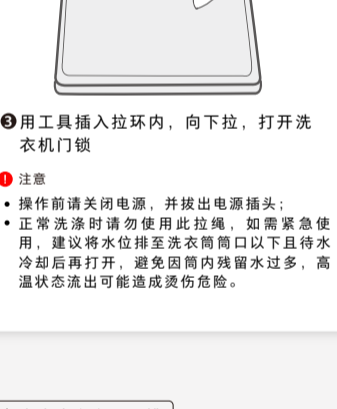 ❸用工具插入拉环内，向下拉，打开洗
衣机门锁
! 注意
• 操作前请关闭电源，并拔出电源插头；
• 正常洗涤时请勿使用此拉绳，如需紧急使
用，建议将水位排至洗衣筒筒口以下且待水
冷却后再打开，避免因筒内残留水过多，高
温状态流出可能造成烫伤危险。